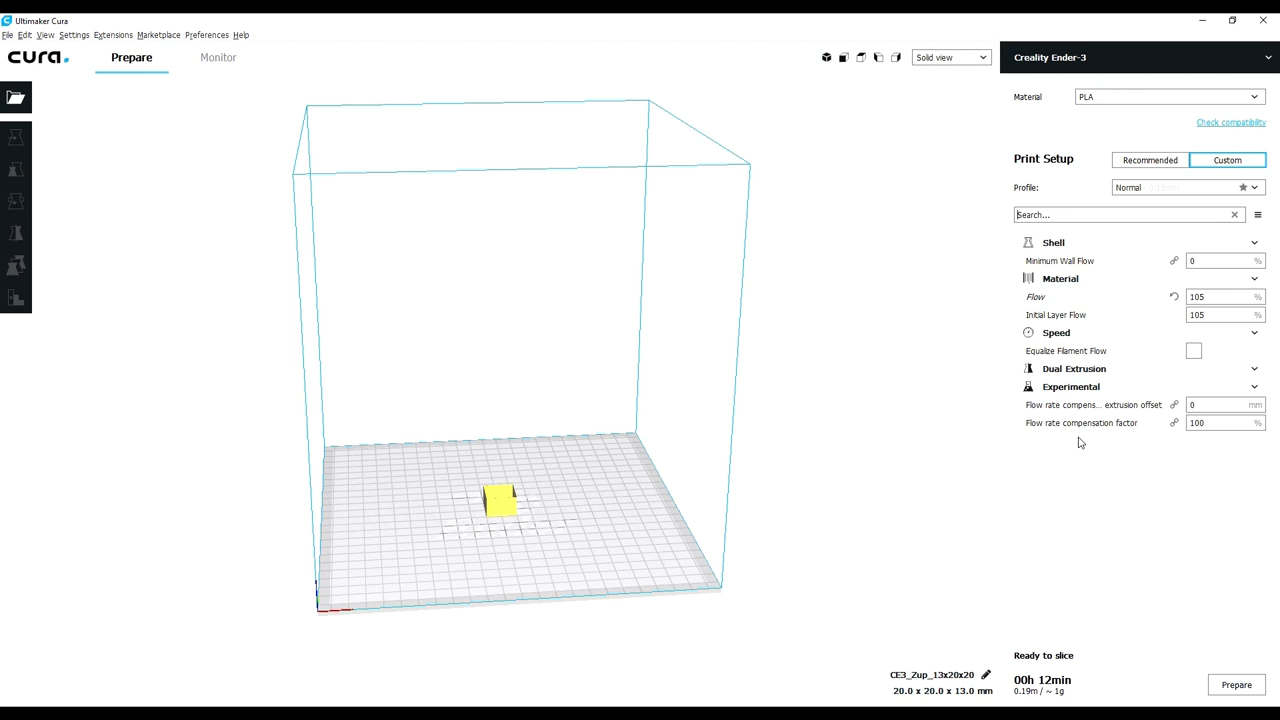 Ultimaker Cura
File Edit View Settings Extensions Marketplace Preferences Help
cura.
Prepare
Monitor
Solid view
Creality Ender-3
Material
PLA
Check compatibility
Print Setup
Recommended
Custom
Profile:
Normal
Search...
Shell
Minimum Wall Flow
0 %
Material
Flow
105 %
Initial Layer Flow
105 %
Speed
Equalize Filament Flow
Dual Extrusion
Experimental
Flow rate compens... extrusion offset
0 mm
Flow rate compensation factor
100 %
Ready to slice
CE3_Zup_13x20x20
20.0 x 20.0 x 13.0 mm
00h 12min
0.19m / ~ 1g
Prepare